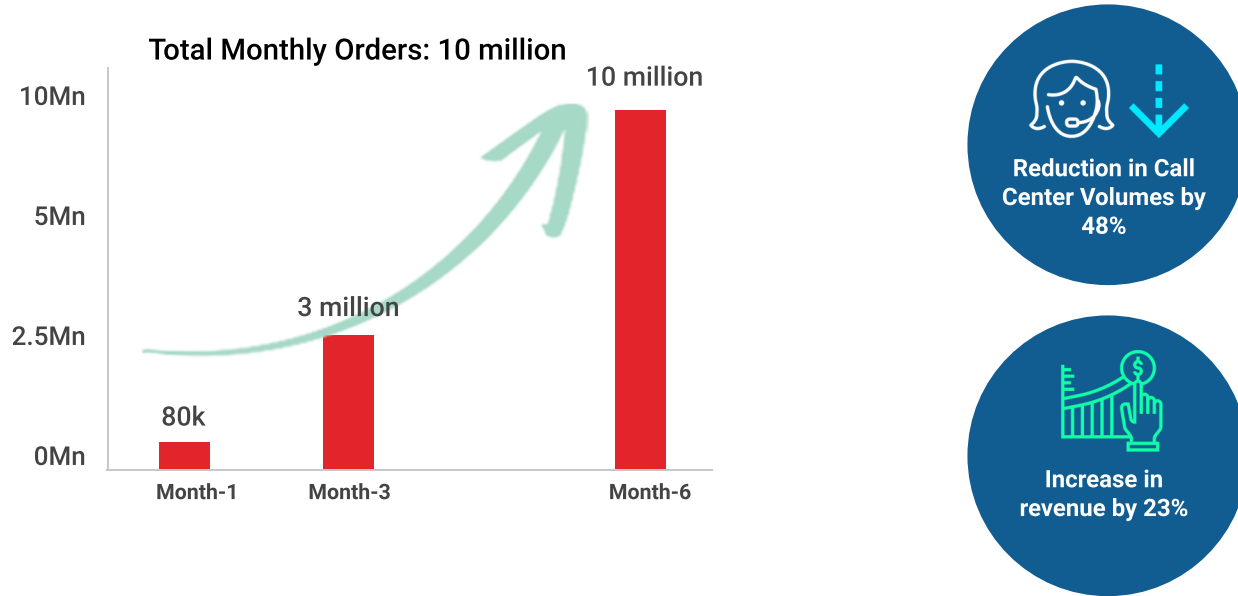 Total Monthly Orders: 10 million
10 million
10Mn
5Mn
3 million
2.5Mn
80k
0Mn
Month-1
Month-3
Month-6
Reduction in Call
Center Volumes by
48%
$
Increase in
revenue by 23%